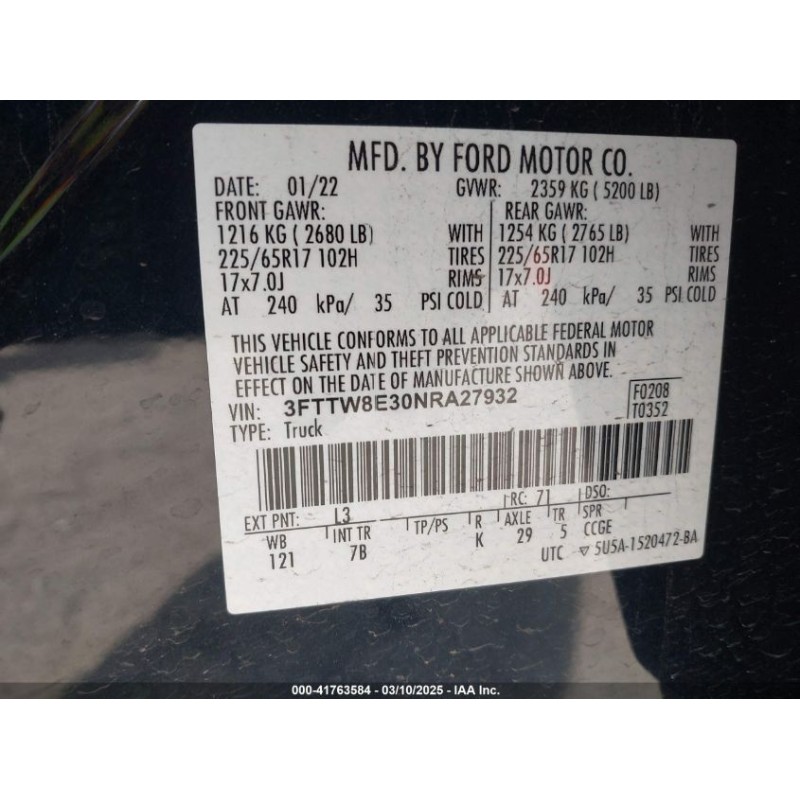 MFD. BY FORD MOTOR CO.
DATE: 01/22 GVWR: 2359 KG ( 5200 LB)
FRONT GAWR: REAR GAWR:
1216 KG ( 2680 LB) WITH 1254 KG ( 2765 LB) WITH
225/65R17 102H TIRES 225/65R17 102H TIRES
17x7.0J RIMS 17x7.0J RIMS
AT 240 kPa/ 35 PSI COLD AT 240 kPa/ 35 PSI COLD
THIS VEHICLE CONFORMS TO ALL APPLICABLE FEDERAL MOTOR
VEHICLE SAFETY AND THEFT PREVENTION STANDARDS IN
EFFECT ON THE DATE OF MANUFACTURE SHOWN ABOVE.
VIN: 3FTTW8E30NRA27932 F0208
TYPE: Truck T0352
RC: 71 DSO:
EXT PNT: L3
WB INT TR TP/PS R AXLE TR SPR
121 7B K 29 5 CCGE
UTC ▽ 5U5A-1520472-BA
000-41763584 - 03/10/2025 - IAA Inc.